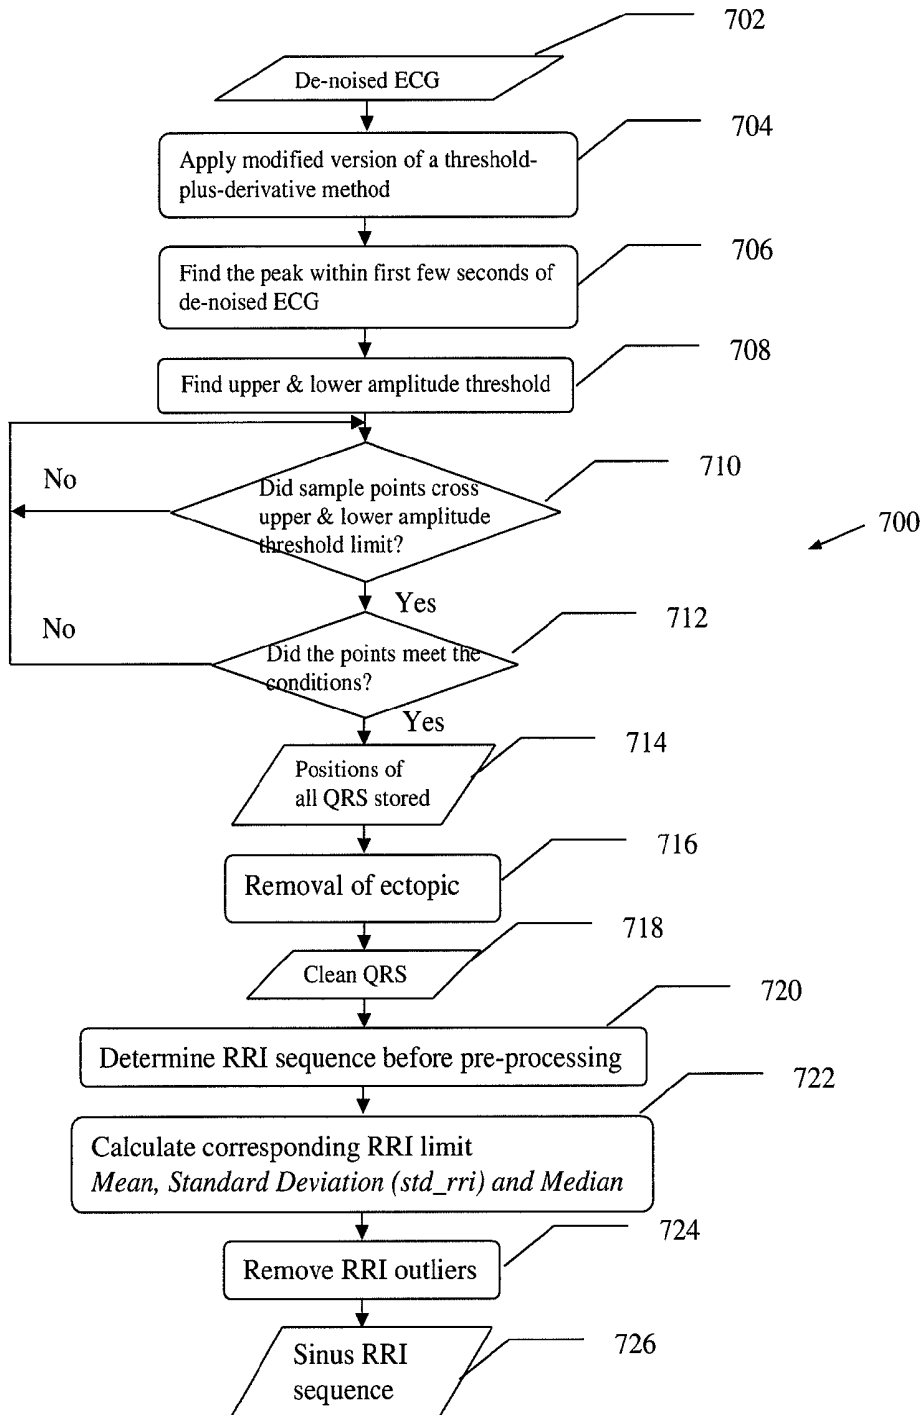 702
De-noised ECG
704
Apply modified version of a threshold-
plus-derivative method
706
Find the peak within first few seconds of
de-noised ECG
708
Find upper & lower amplitude threshold
710
No
Did sample points cross
upper & lower amplitude
threshold limit?
700
Yes
712
No
Did the points meet the
conditions?
Yes
714
Positions of
all QRS stored
716
Removal of ectopic
718
Clean QRS
720
Determine RRI sequence before pre-processing
722
Calculate corresponding RRI limit
Mean, Standard Deviation (std_rri) and Median
724
Remove RRI outliers
726
Sinus RRI
sequence